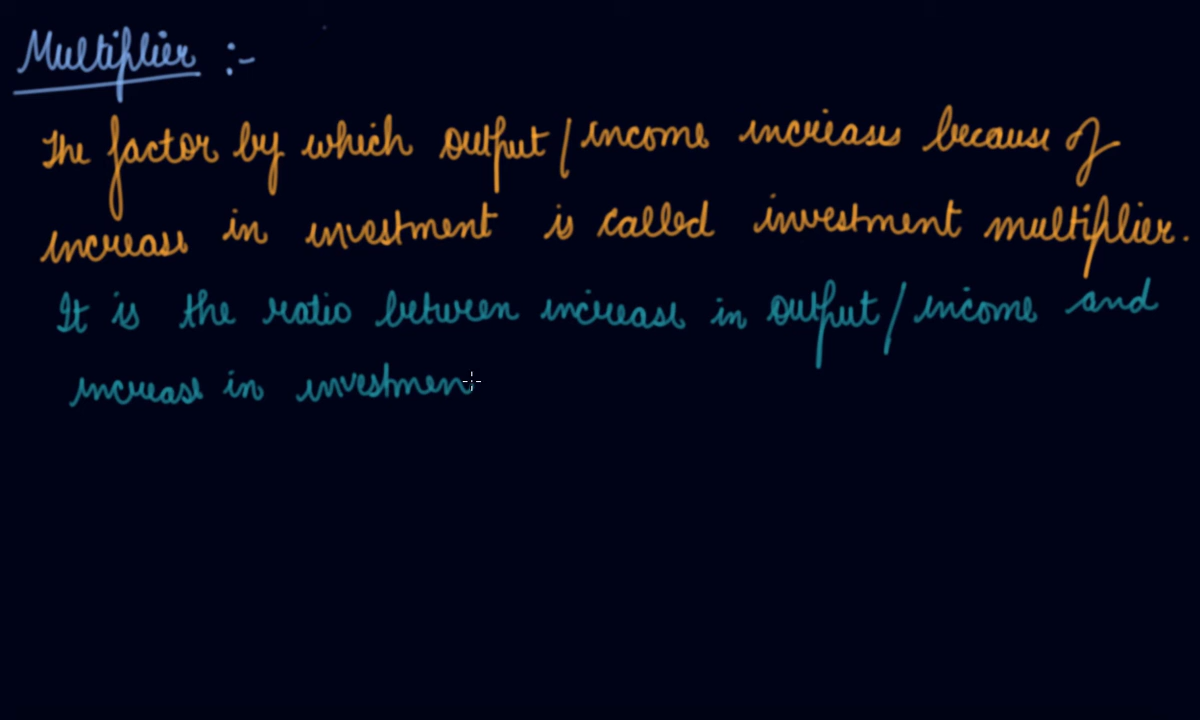 Multiplier :-
The factor by which output/income increases because of
increase in investment is called investment multiplier.
It is the ratio between increase in output/income and
increase in investmen